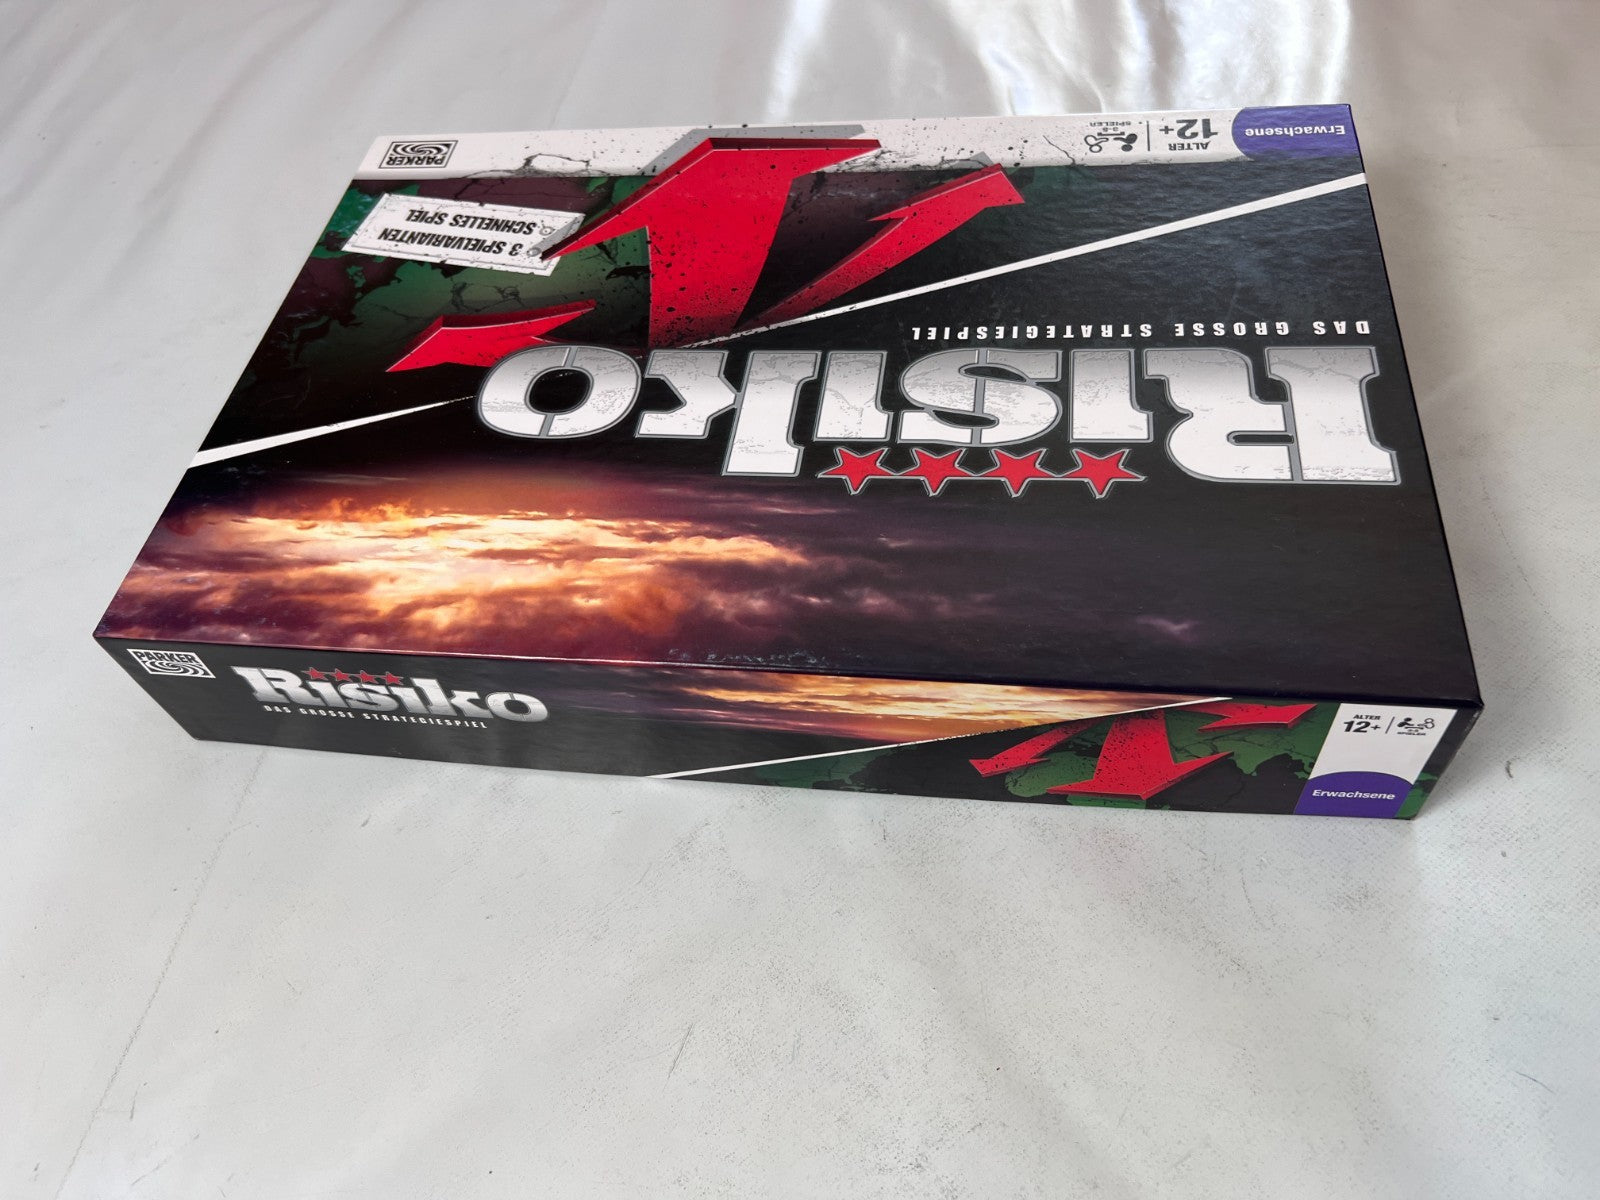 PARKER
3 SPIELVARIANTEN
SCHNELLES SPIEL
Erwachsene
ALTER
12+
SPIELER
DAS GROSSE STRATEGIESPIEL
RISIKO
PARKER
RISIKO
DAS GROSSE STRATEGIESPIEL
ALTER
12+
SPIELER
Erwachsene